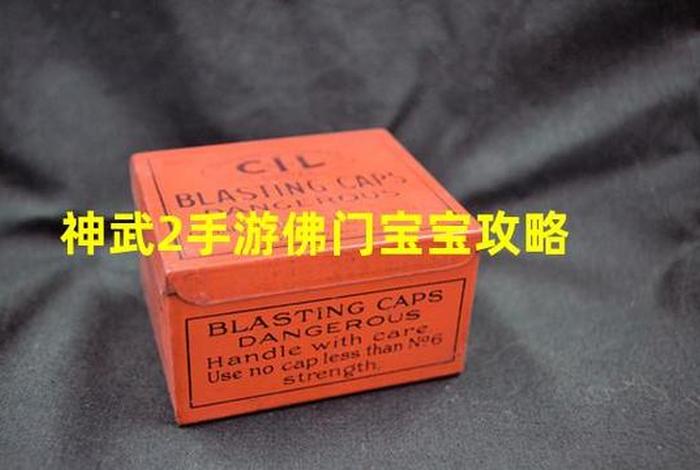 CIL
BLASTING CAPS
DANGEROUS
神武2手游佛门宝宝攻略
BLASTING CAPS
DANGEROUS
Handle with care.
Use no cap less than No6
strength.